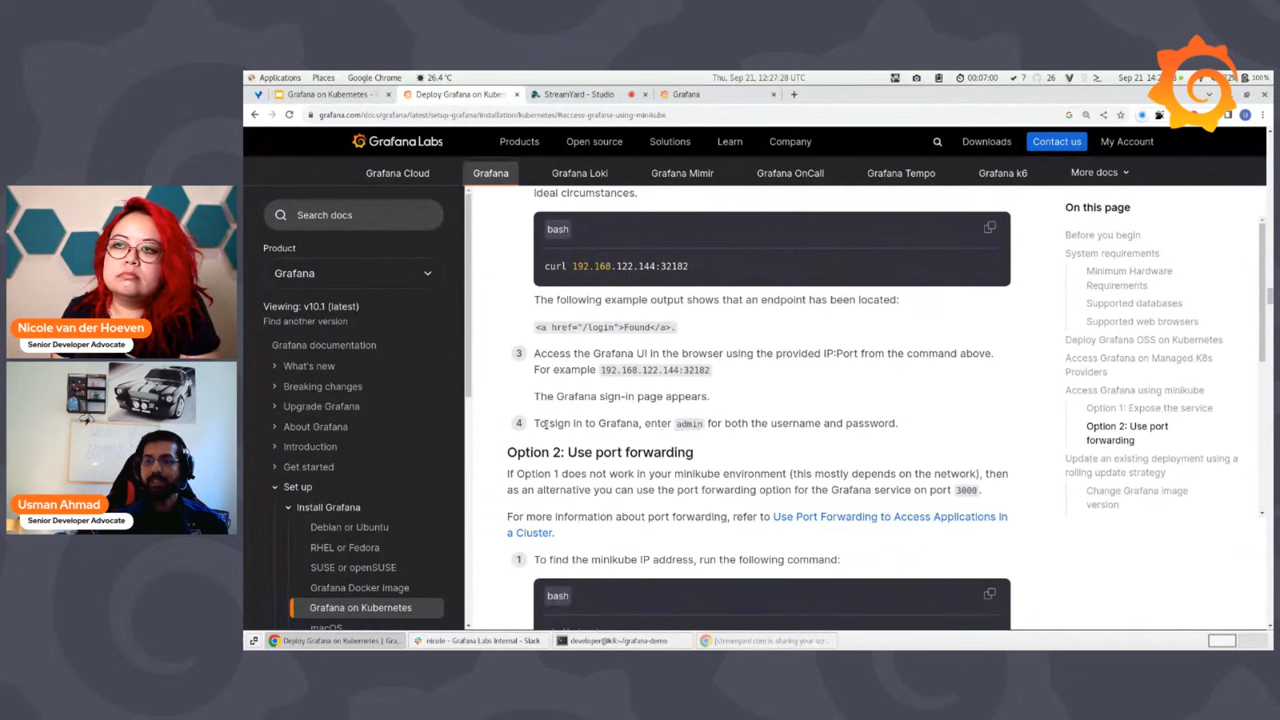 Applications Places Google Chrome 26.4 °C Thu, Sep 21, 12:27:28 UTC 00:07:00 7 26 Sep 21 100%
Grafana on Kubernetes - Deploy Grafana on Kuber StreamYard - Studio Grafana
grafana.com/docs/grafana/latest/setup-grafana/installation/kubernetes/#access-grafana-using-minikube
Grafana Labs Products Open source Solutions Learn Company Downloads Contact us My Account
Grafana Cloud Grafana Grafana Loki Grafana Mimir Grafana OnCall Grafana Tempo Grafana k6 More docs
Search docs
Product
Grafana
Viewing: v10.1 (latest)
Find another version
Grafana documentation
What's new
Breaking changes
Upgrade Grafana
About Grafana
Introduction
Get started
Set up
Install Grafana
Debian or Ubuntu
RHEL or Fedora
SUSE or openSUSE
Grafana Docker image
Grafana on Kubernetes
macOS
ideal circumstances.
bash
curl 192.168.122.144:32182
The following example output shows that an endpoint has been located:
<a href="/login">Found</a>.
3 Access the Grafana UI in the browser using the provided IP:Port from the command above.
For example 192.168.122.144:32182
The Grafana sign-in page appears.
4 To sign in to Grafana, enter admin for both the username and password.
Option 2: Use port forwarding
If Option 1 does not work in your minikube environment (this mostly depends on the network), then
as an alternative you can use the port forwarding option for the Grafana service on port 3000.
For more information about port forwarding, refer to Use Port Forwarding to Access Applications in
a Cluster.
1 To find the minikube IP address, run the following command:
bash
On this page
Before you begin
System requirements
Minimum Hardware
Requirements
Supported databases
Supported web browsers
Deploy Grafana OSS on Kubernetes
Access Grafana on Managed K8s
Providers
Access Grafana using minikube
Option 1: Expose the service
Option 2: Use port
forwarding
Update an existing deployment using a
rolling update strategy
Change Grafana image
version
Deploy Grafana on Kubernetes | Gra... nicole - Grafana Labs Internal - Slack developer@k8:~/grafana-demo [streamyard.com is sharing your scr...
Nicole van der Hoeven
Senior Developer Advocate
Usman Ahmad
Senior Developer Advocate